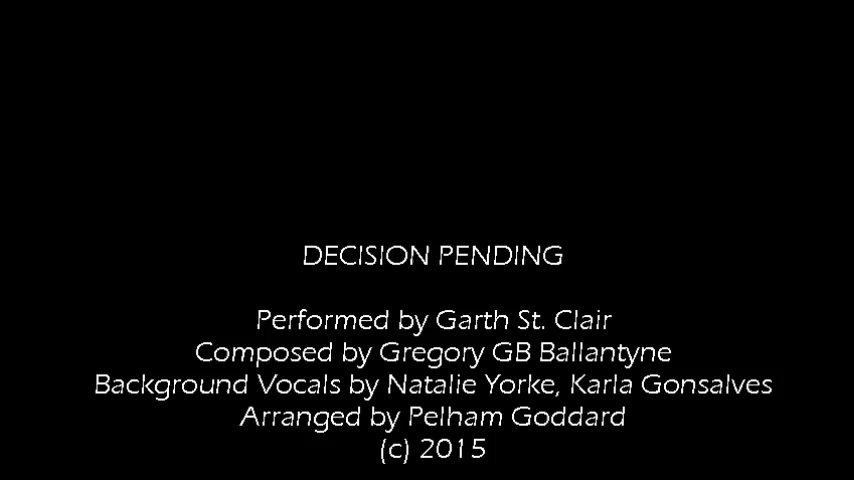 DECISION PENDING
Performed by Garth St. Clair
Composed by Gregory GB Ballantyne
Background Vocals by Natalie Yorke, Karla Gonsalves
Arranged by Pelham Goddard
(c) 2015